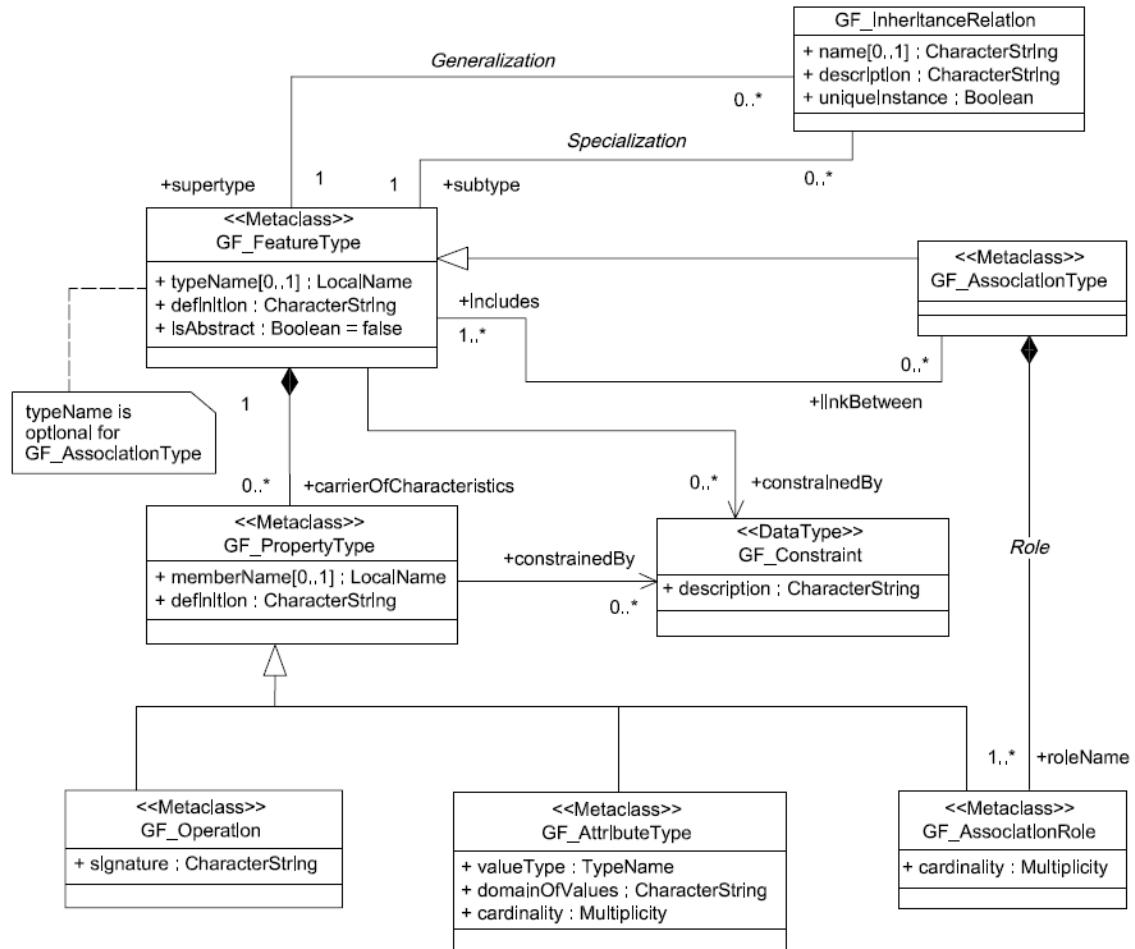 GF_InheritanceRelation
+ name[0..1] : CharacterString
+ description : CharacterString
+ uniqueInstance : Boolean
Generalization
0..*
Specialization
0..*
+supertype
1
1
+subtype
<<Metaclass>>
GF_FeatureType
+ typeName[0..1] : LocalName
+ definition : CharacterString
+ isAbstract : Boolean = false
<<Metaclass>>
GF_AssociationType
+includes
1..*
0..*
+linkBetween
typeName is
optional for
GF_AssociationType
1
0..*
+carrierOfCharacteristics
0..*
+constrainedBy
<<Metaclass>>
GF_PropertyType
+ memberName[0..1] : LocalName
+ definition : CharacterString
+constrainedBy
0..*
<<DataType>>
GF_Constraint
+ description : CharacterString
Role
1..*
+roleName
<<Metaclass>>
GF_Operation
+ signature : CharacterString
<<Metaclass>>
GF_AttributeType
+ valueType : TypeName
+ domainOfValues : CharacterString
+ cardinality : Multiplicity
<<Metaclass>>
GF_AssociationRole
+ cardinality : Multiplicity